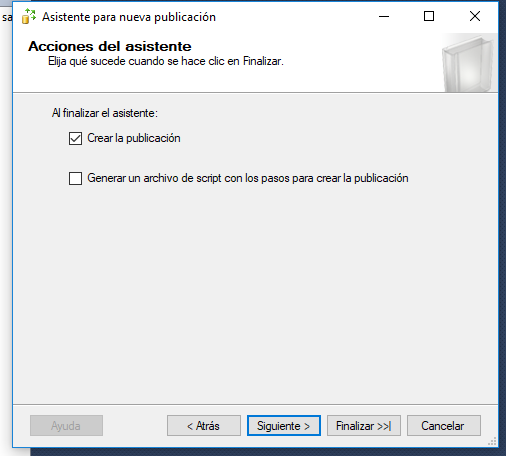 sa
Asistente para nueva publicación
Acciones del asistente
Elija qué sucede cuando se hace clic en Finalizar.
Al finalizar el asistente:
Crear la publicación
Generar un archivo de script con los pasos para crear la publicación
Ayuda
< Atrás
Siguiente >
Finalizar >>|
Cancelar